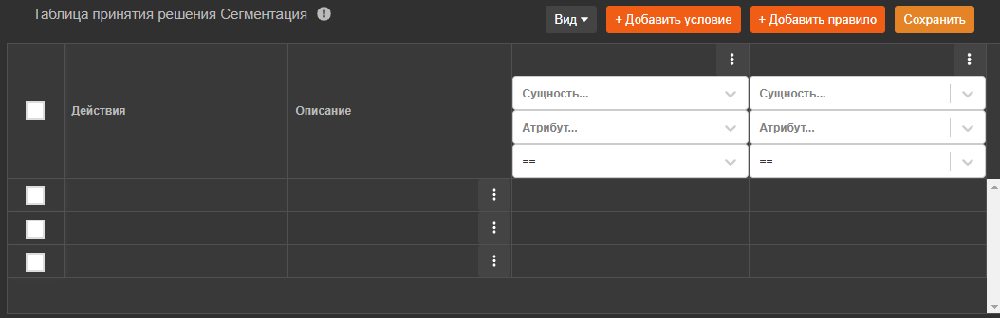 Таблица принятия решения Сегментация
Вид
+ Добавить условие
+ Добавить правило
Сохранить
Действия
Описание
Сущность...
Сущность...
Атрибут...
Атрибут...
==
==